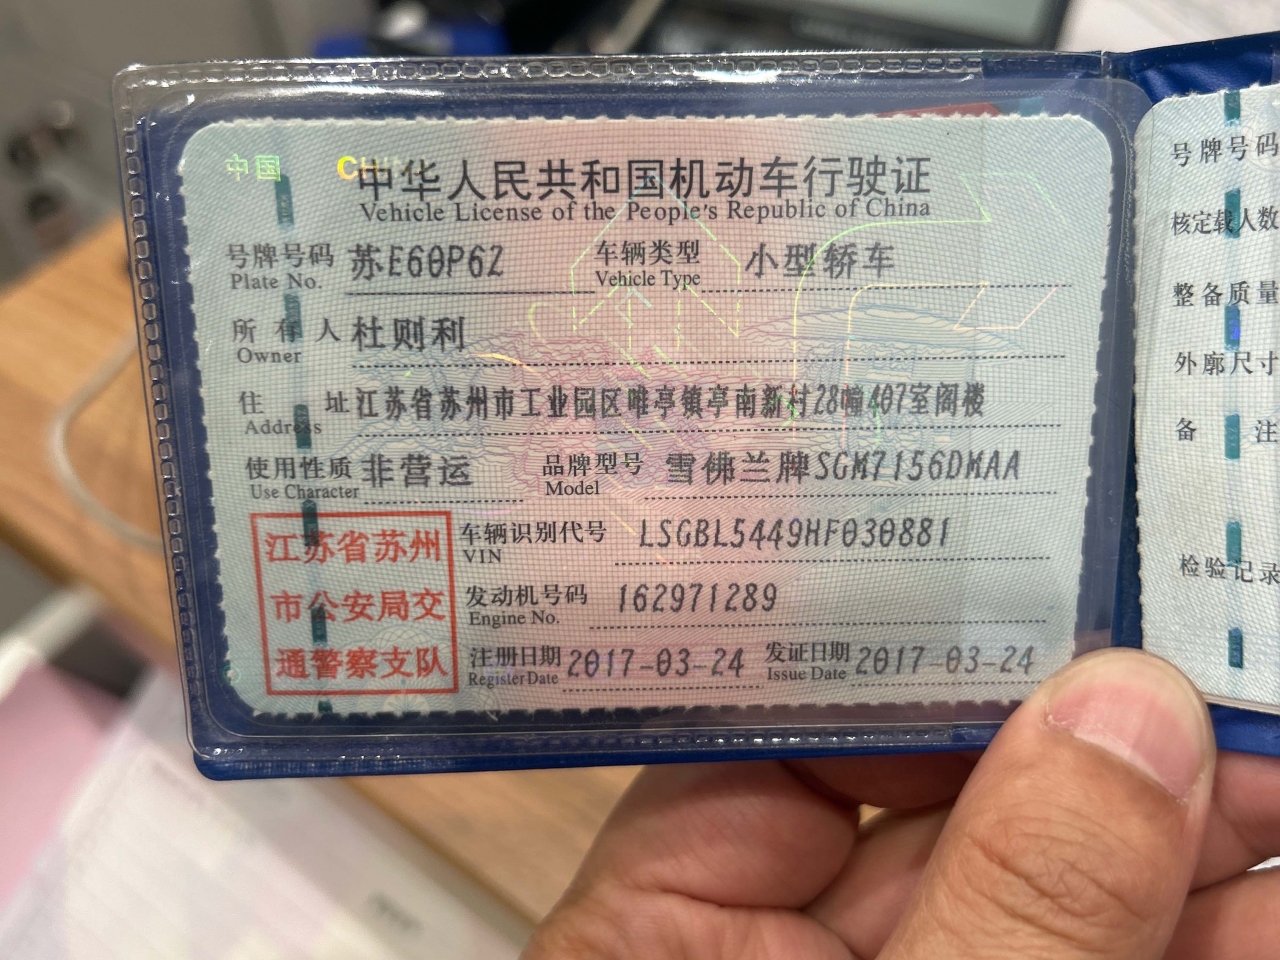 中国 CHINA
中华人民共和国机动车行驶证
Vehicle License of the People's Republic of China
号牌号码 苏E60P62 车辆类型 小型轿车
Plate No. Vehicle Type
所有人 杜则利
Owner
住址 江苏省苏州市工业园区唯亭镇亭南新村28幢407室阁楼
Address
使用性质 非营运 品牌型号 雪佛兰牌SGM7156DMAA
Use Character Model
江苏省苏州
市公安局交
通警察支队
车辆识别代号 LSGBL5449HF030881
VIN
发动机号码 162971289
Engine No.
注册日期 2017-03-24 发证日期 2017-03-24
Register Date Issue Date
号牌号码
核定载人数
整备质量
外廓尺寸
备注
检验记录